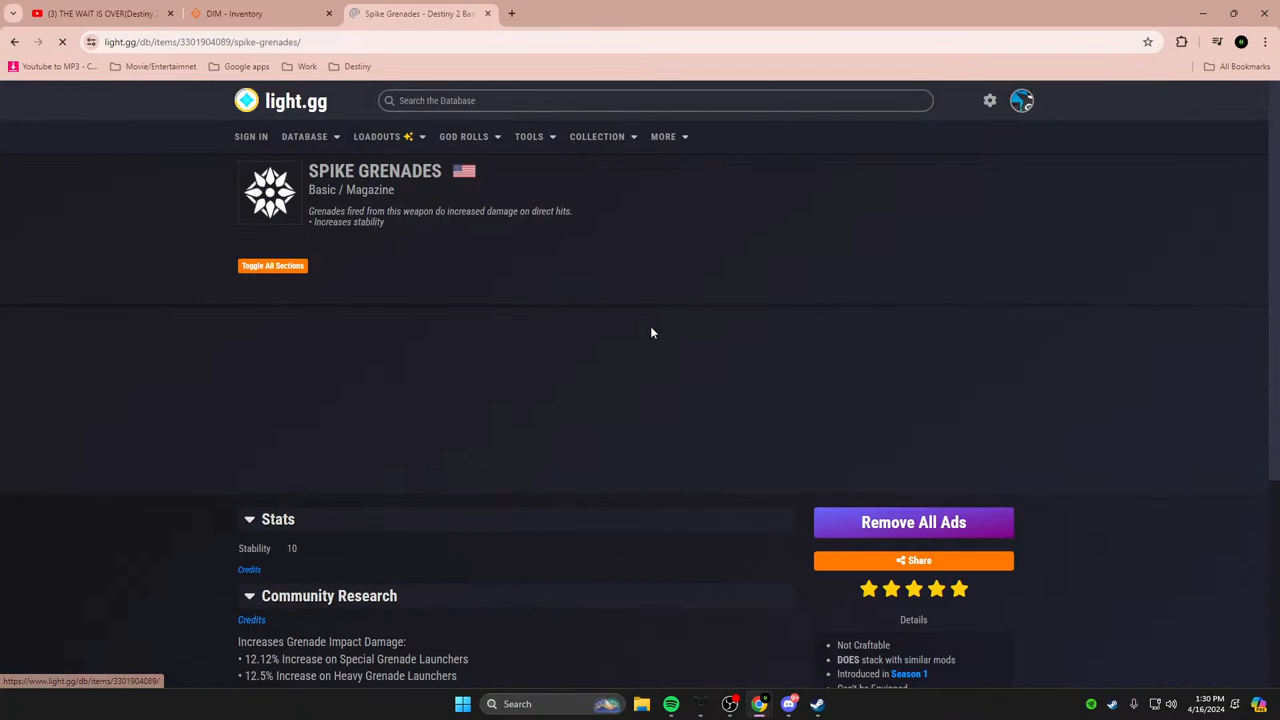 (3) THE WAIT IS OVER(Destiny 2
DIM - Inventory
Spike Grenades - Destiny 2 Bas
light.gg/db/items/3301904089/spike-grenades/
Youtube to MP3 - C...
Movie/Entertaimnet
Google apps
Work
Destiny
All Bookmarks
light.gg
Search the Database
SIGN IN
DATABASE
LOADOUTS
GOD ROLLS
TOOLS
COLLECTION
MORE
SPIKE GRENADES
Basic / Magazine
Grenades fired from this weapon do increased damage on direct hits.
• Increases stability
Toggle All Sections
Stats
Stability 10
Credits
Community Research
Credits
Increases Grenade Impact Damage:
• 12.12% Increase on Special Grenade Launchers
• 12.5% Increase on Heavy Grenade Launchers
Remove All Ads
Share
Details
• Not Craftable
• DOES stack with similar mods
• Introduced in Season 1
• Can't be Equipped
https://www.light.gg/db/items/3301904089/
Search
1:30 PM
4/16/2024